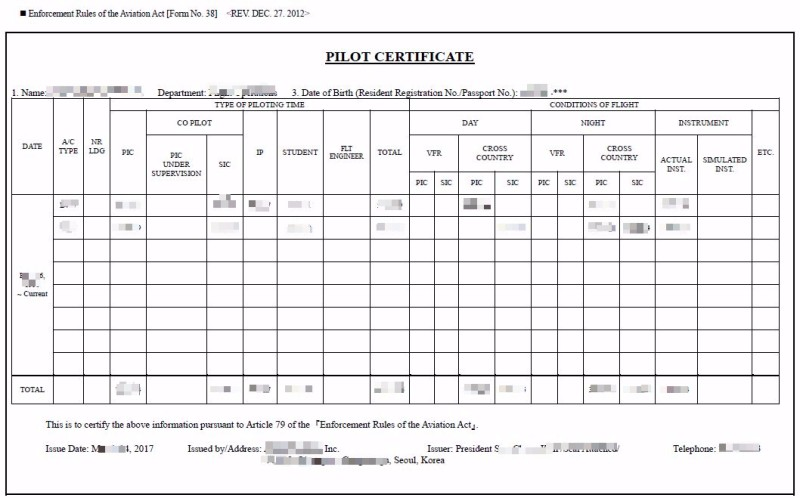 ■ Enforcement Rules of the Aviation Act [Form No. 38] <REV. DEC. 27. 2012>
PILOT CERTIFICATE
1. Name: Department: 3. Date of Birth (Resident Registration No./Passport No.): -***
TYPE OF PILOTING TIME CONDITIONS OF FLIGHT
CO PILOT DAY NIGHT INSTRUMENT
DATE A/C TYPE NR LDG PIC PIC UNDER SUPERVISION SIC IP STUDENT FLT ENGINEER TOTAL VFR CROSS COUNTRY VFR CROSS COUNTRY ACTUAL INST. SIMULATED INST. ETC.
PIC SIC PIC SIC PIC SIC PIC SIC
~ Current
TOTAL
This is to certify the above information pursuant to Article 79 of the 『Enforcement Rules of the Aviation Act』.
Issue Date: 2017 Issued by/Address: Inc. Issuer: President Telephone:
Seoul, Korea